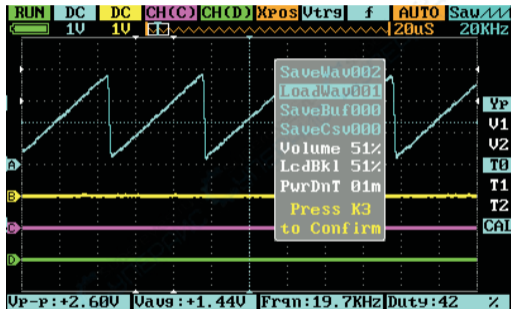 RUN DC DC CH(C) CH(D) Xpos Vtrg f AUTO Saw
1V 1V 20uS 20KHz
SaveWav002
LoadWav001
SaveBuf000
SaveCsv000
Volume 51%
LcdBkl 51%
PwrDnT 01m
Press K3
to Confirm
YP
V1
V2
T0
T1
T2
CAL
A
B
C
D
Vp-p:+2.60V Vavg:+1.44V Frqn:19.7KHz Duty:42 %